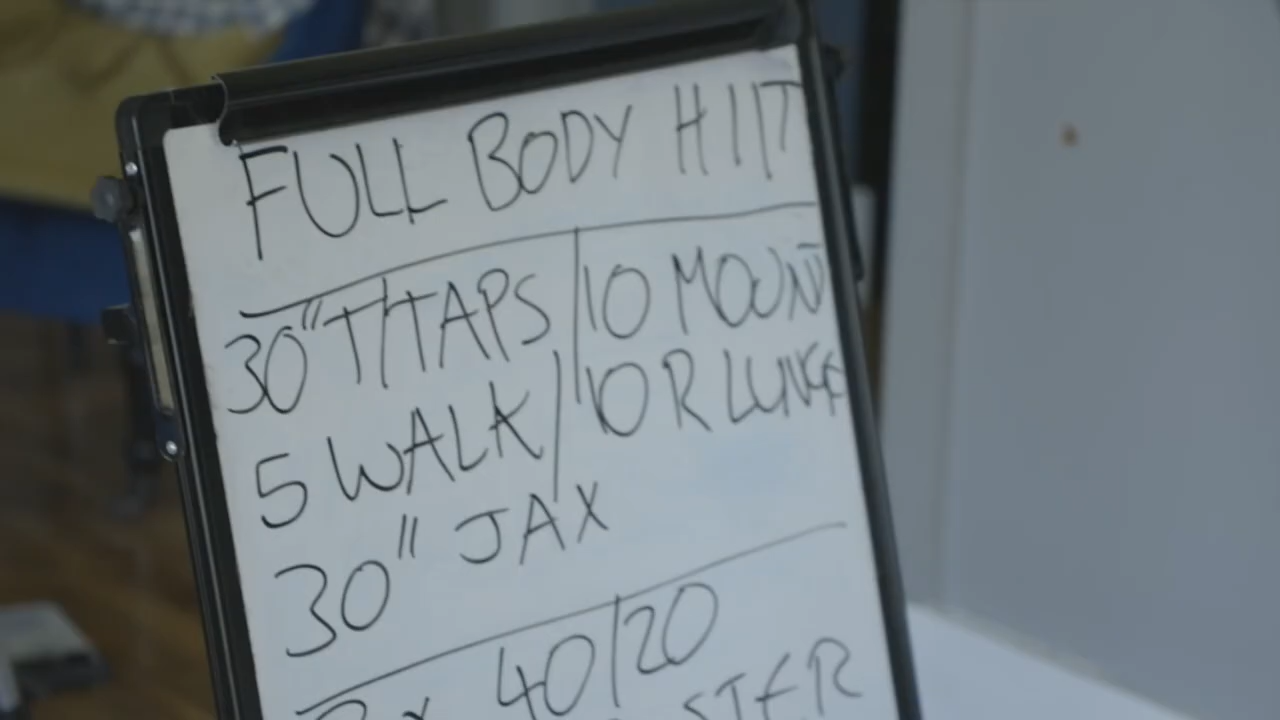 FULL BODY HIIT
30" T/TAPS / 10 MOUNT
5 WALK / 10 R LUNGE
30" JAX
40/20